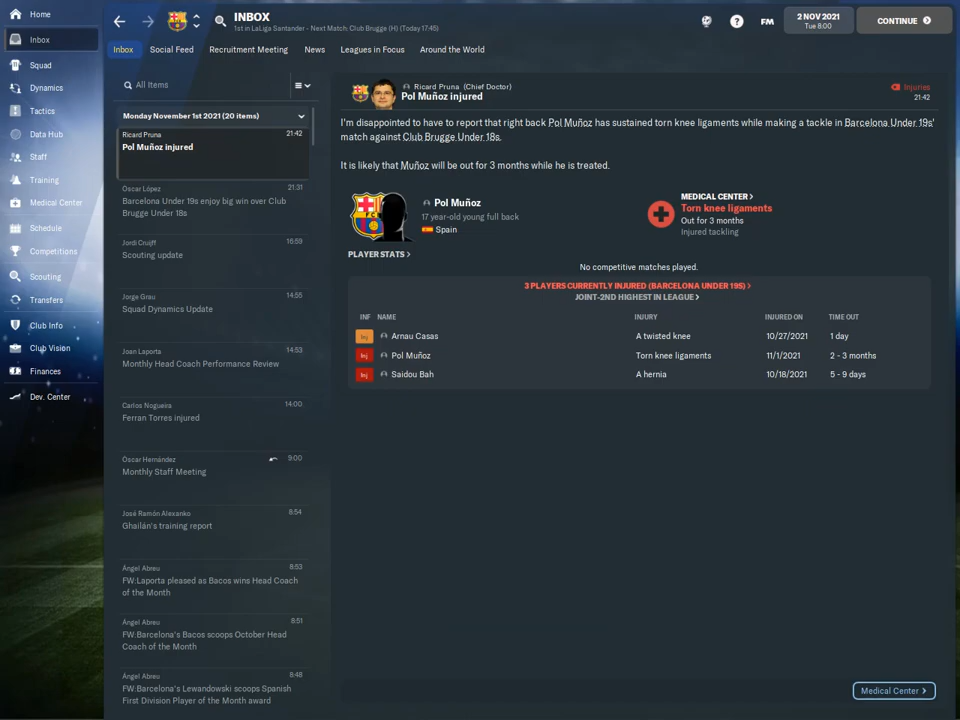 Home
Inbox
Squad
Dynamics
Tactics
Data Hub
Staff
Training
Medical Center
Schedule
Competitions
Scouting
Transfers
Club Info
Club Vision
Finances
Dev. Center
INBOX
1st in LaLiga Santander - Next Match: Club Brugge (H) (Today 17:45)
?
FM
2 NOV 2021
Tue 8:00
CONTINUE
Inbox Social Feed Recruitment Meeting News Leagues in Focus Around the World
All Items
Monday November 1st 2021 (20 items)
Ricard Pruna 21:42
Pol Muñoz injured
Óscar López 21:31
Barcelona Under 19s enjoy big win over Club
Brugge Under 18s
Jordi Cruijff 16:59
Scouting update
Jorge Grau 14:55
Squad Dynamics Update
Joan Laporta 14:53
Monthly Head Coach Performance Review
Carlos Nogueira 14:00
Ferran Torres injured
Óscar Hernández 9:00
Monthly Staff Meeting
José Ramón Alexanko 8:54
Ghailán's training report
Ángel Abreu 8:53
FW:Laporta pleased as Bacos wins Head Coach
of the Month
Ángel Abreu 8:51
FW:Barcelona's Bacos scoops October Head
Coach of the Month
Ángel Abreu 8:48
FW:Barcelona's Lewandowski scoops Spanish
First Division Player of the Month award
Ricard Pruna (Chief Doctor)
Pol Muñoz injured
Injuries
21:42
I'm disappointed to have to report that right back Pol Muñoz has sustained torn knee ligaments while making a tackle in Barcelona Under 19s'
match against Club Brugge Under 18s.
It is likely that Muñoz will be out for 3 months while he is treated.
Pol Muñoz
17 year-old young full back
Spain
MEDICAL CENTER >
Torn knee ligaments
Out for 3 months
Injured tackling
PLAYER STATS >
No competitive matches played.
3 PLAYERS CURRENTLY INJURED (BARCELONA UNDER 19S) >
JOINT-2ND HIGHEST IN LEAGUE >
INF NAME INJURY INJURED ON TIME OUT
Inj Arnau Casas A twisted knee 10/27/2021 1 day
Inj Pol Muñoz Torn knee ligaments 11/1/2021 2 - 3 months
Inj Saidou Bah A hernia 10/18/2021 5 - 9 days
Medical Center >